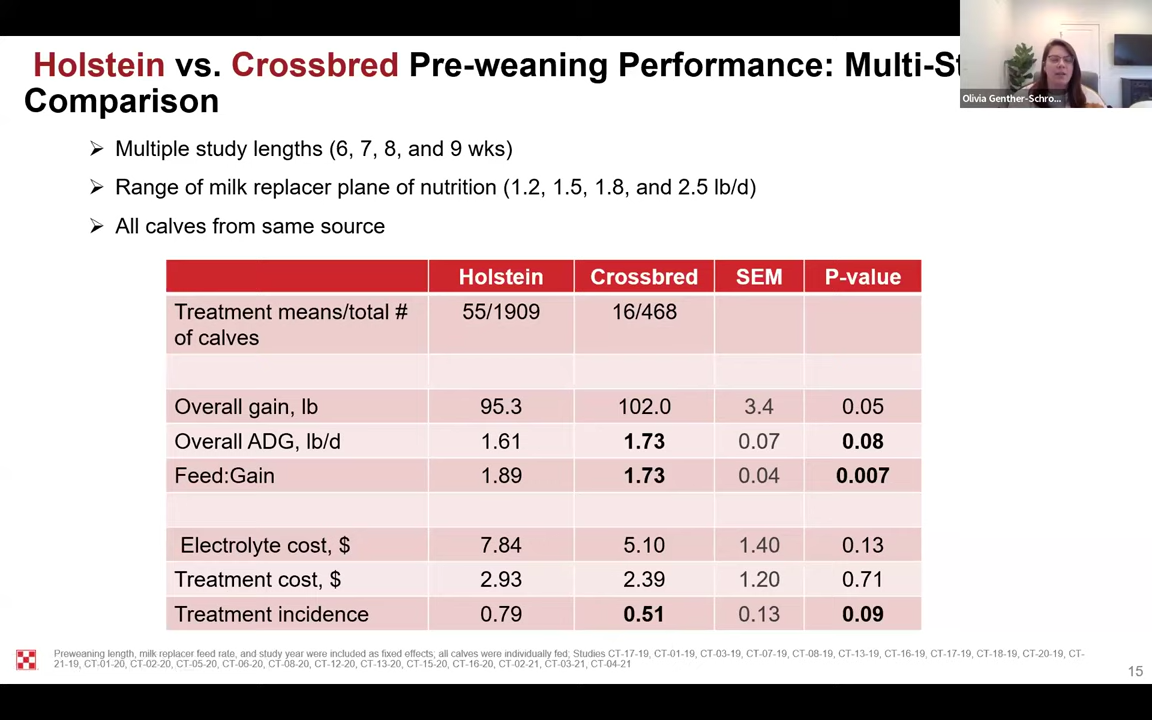 Holstein vs. Crossbred Pre-weaning Performance: Multi-St
Comparison
Olivia Genther-Schro...
➢ Multiple study lengths (6, 7, 8, and 9 wks)
➢ Range of milk replacer plane of nutrition (1.2, 1.5, 1.8, and 2.5 lb/d)
➢ All calves from same source
Holstein Crossbred SEM P-value
Treatment means/total # 55/1909 16/468
of calves
Overall gain, lb 95.3 102.0 3.4 0.05
Overall ADG, lb/d 1.61 1.73 0.07 0.08
Feed:Gain 1.89 1.73 0.04 0.007
Electrolyte cost, $ 7.84 5.10 1.40 0.13
Treatment cost, $ 2.93 2.39 1.20 0.71
Treatment incidence 0.79 0.51 0.13 0.09
Preweaning length, milk replacer feed rate, and study year were included as fixed effects; all calves were individually fed; Studies CT-17-19, CT-01-19, CT-03-19, CT-07-19, CT-08-19, CT-13-19, CT-16-19, CT-17-19, CT-18-19, CT-20-19, CT-
21-19, CT-01-20, CT-02-20, CT-05-20, CT-06-20, CT-08-20, CT-12-20, CT-13-20, CT-15-20, CT-16-20, CT-02-21, CT-03-21, CT-04-21
15